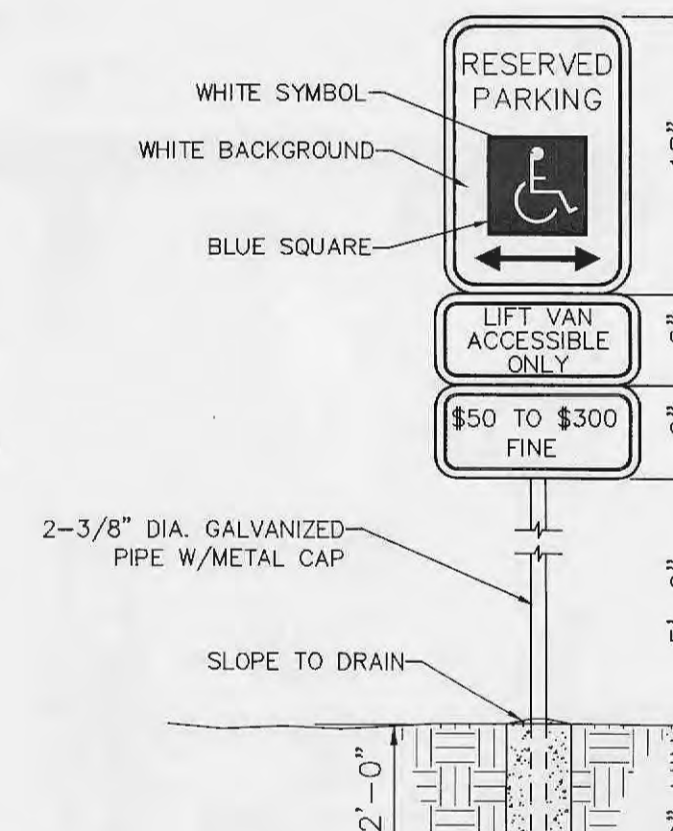 RESERVED
PARKING
WHITE SYMBOL
WHITE BACKGROUND
BLUE SQUARE
LIFT VAN
ACCESSIBLE
ONLY
$50 TO $300
FINE
2-3/8" DIA. GALVANIZED
PIPE W/METAL CAP
SLOPE TO DRAIN
2'-0"